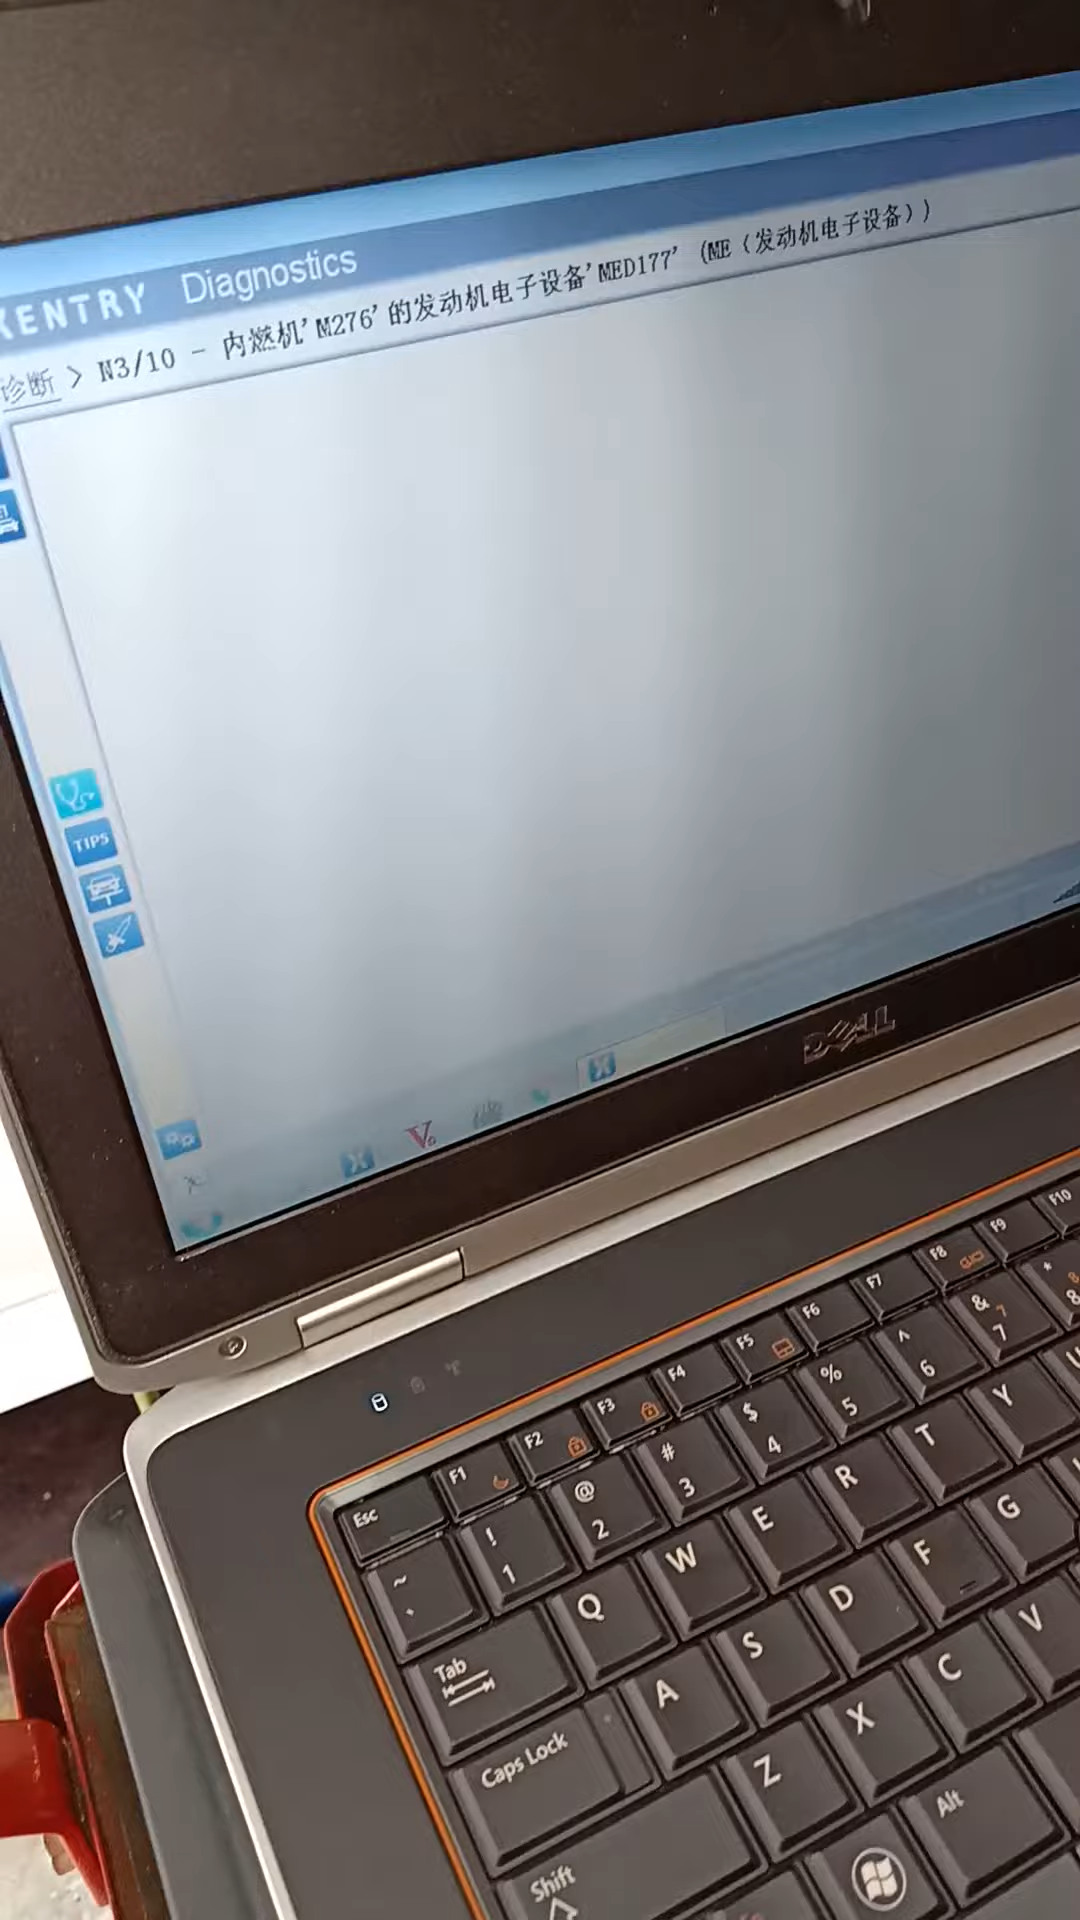 XENTRY Diagnostics
诊断 > N3/10 - 内燃机'M276'的发动机电子设备'MED177' (ME (发动机电子设备))
TIPS
DELL
F1 F2 F3 F4 F5 F6 F7 F8 F9 F10
Esc
~ ! 1 @ 2 # 3 $ 4 % 5 ^ 6 & 7 * 8
Tab Q W E R T Y U
Caps Lock A S D F G
Shift Z X C V
Alt